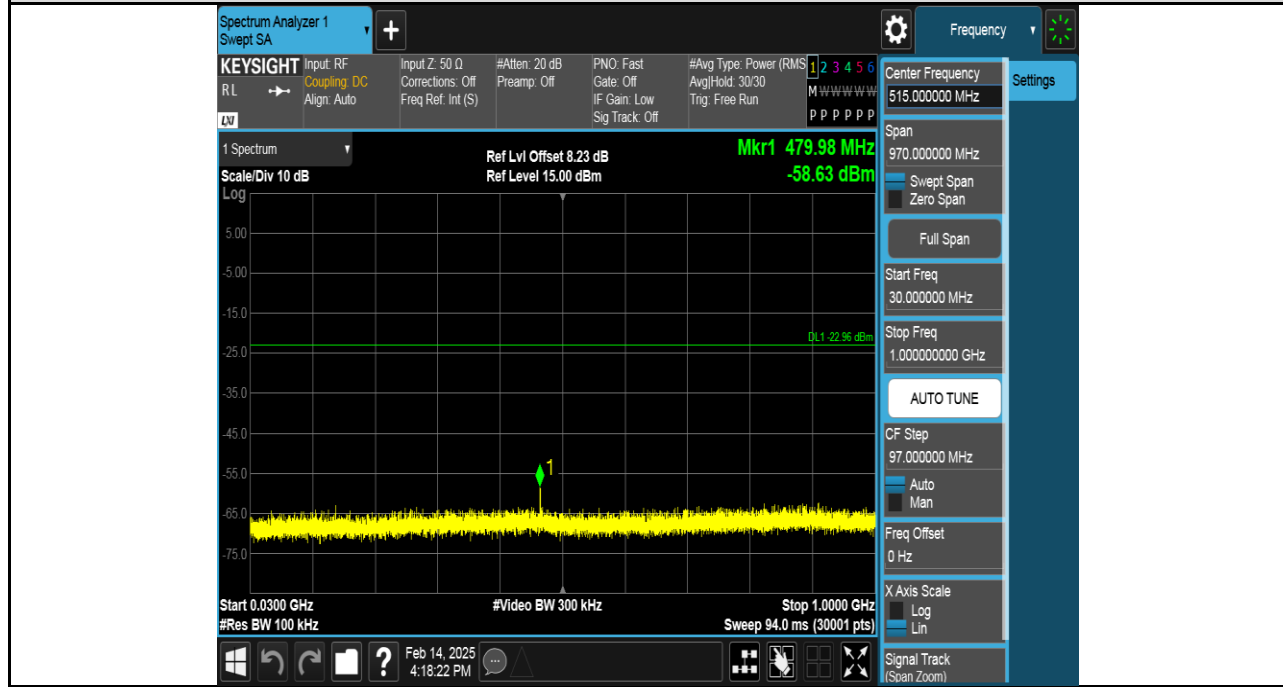 Spectrum Analyzer 1
Swept SA
+
Frequency
KEYSIGHT
RL
LXI
Input: RF
Coupling: DC
Align: Auto
Input Z: 50 Ω
Corrections: Off
Freq Ref: Int (S)
#Atten: 20 dB
Preamp: Off
PNO: Fast
Gate: Off
IF Gain: Low
Sig Track: Off
#Avg Type: Power (RMS
Avg|Hold: 30/30
Trig: Free Run
1 2 3 4 5 6
M W W W W W
P P P P P P
Center Frequency
515.000000 MHz
Settings
1 Spectrum
Scale/Div 10 dB
Log
Ref Lvl Offset 8.23 dB
Ref Level 15.00 dBm
Mkr1 479.98 MHz
-58.63 dBm
5.00
-5.00
-15.0
-25.0
-35.0
-45.0
-55.0
-65.0
-75.0
DL1 -22.96 dBm
1
Start 0.0300 GHz
#Res BW 100 kHz
#Video BW 300 kHz
Stop 1.0000 GHz
Sweep 94.0 ms (30001 pts)
Span
970.000000 MHz
Swept Span
Zero Span
Full Span
Start Freq
30.000000 MHz
Stop Freq
1.000000000 GHz
AUTO TUNE
CF Step
97.000000 MHz
Auto
Man
Freq Offset
0 Hz
X Axis Scale
Log
Lin
Signal Track
(Span Zoom)
?
Feb 14, 2025
4:18:22 PM